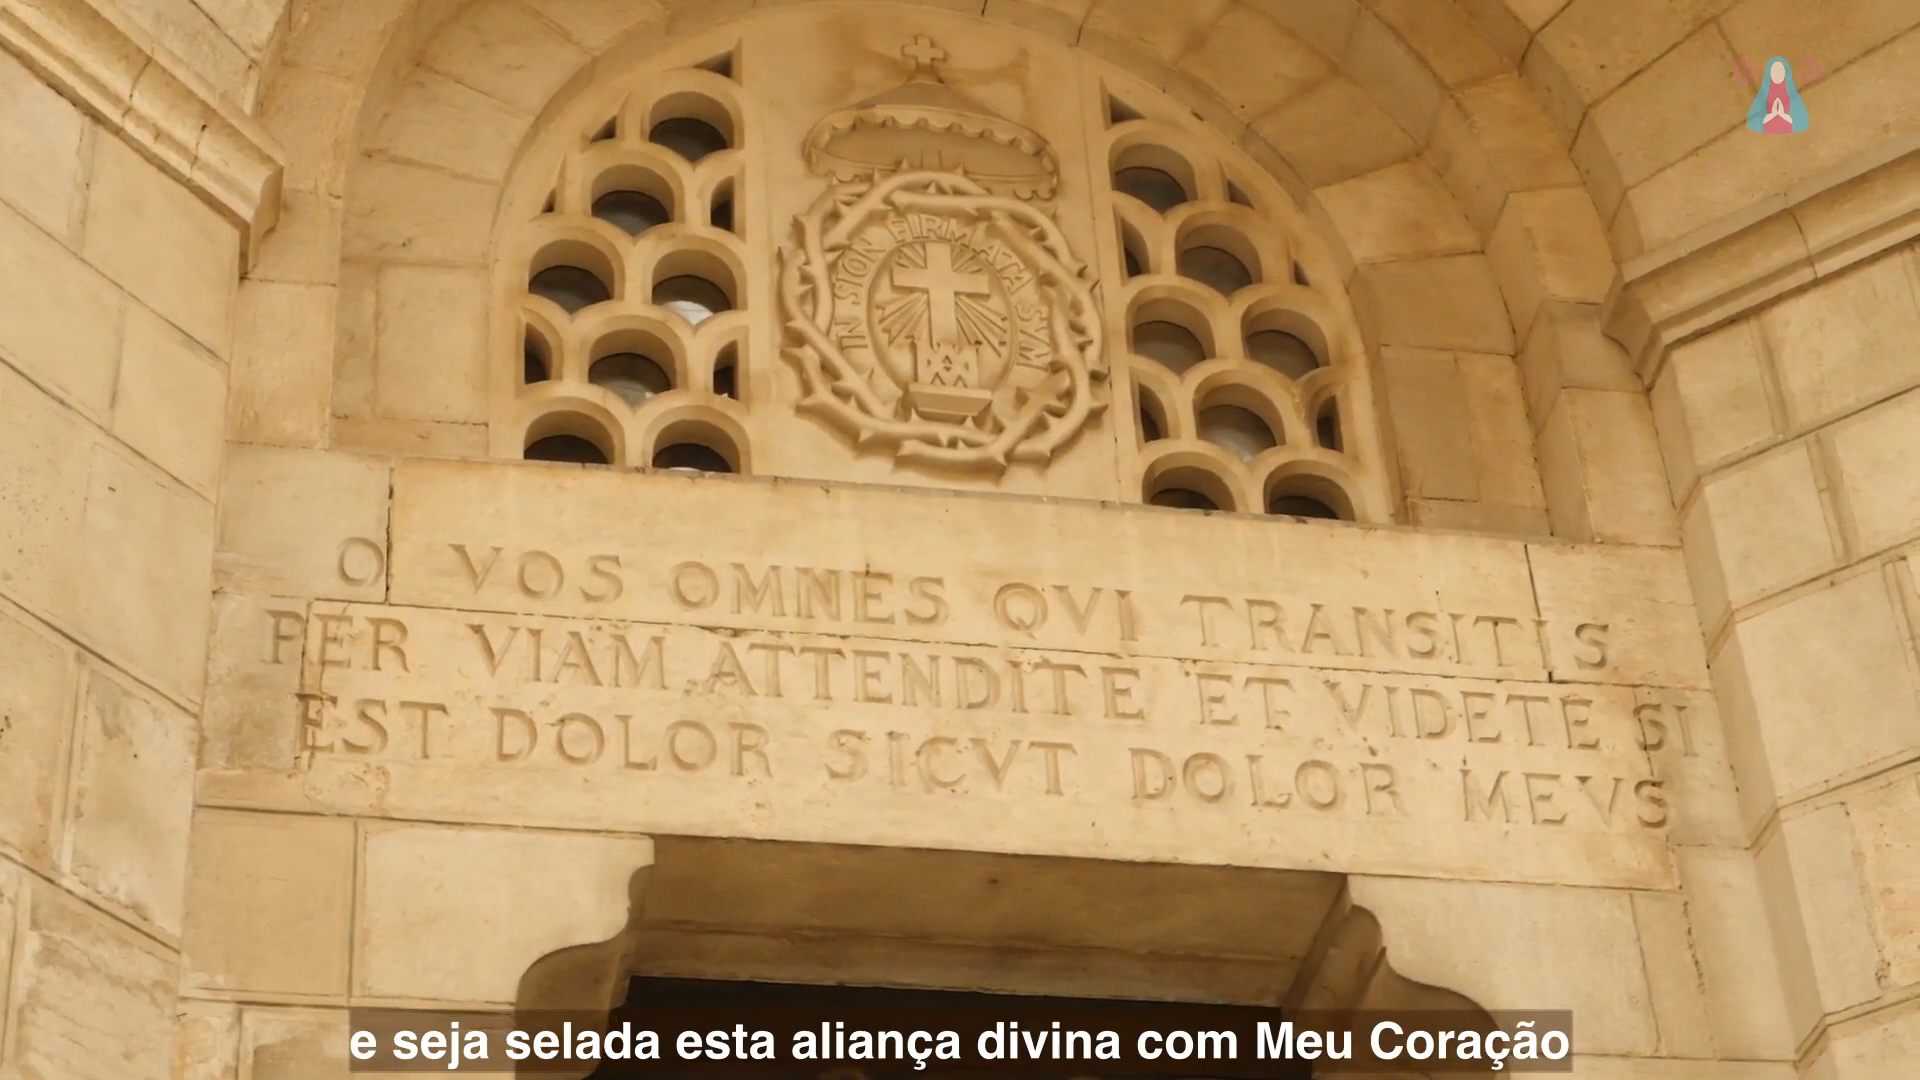 IN SION FIRMATA SVM
O VOS OMNES QVI TRANSITIS
PER VIAM ATTENDITE ET VIDETE SI
EST DOLOR SICVT DOLOR MEVS
e seja selada esta aliança divina com Meu Coração